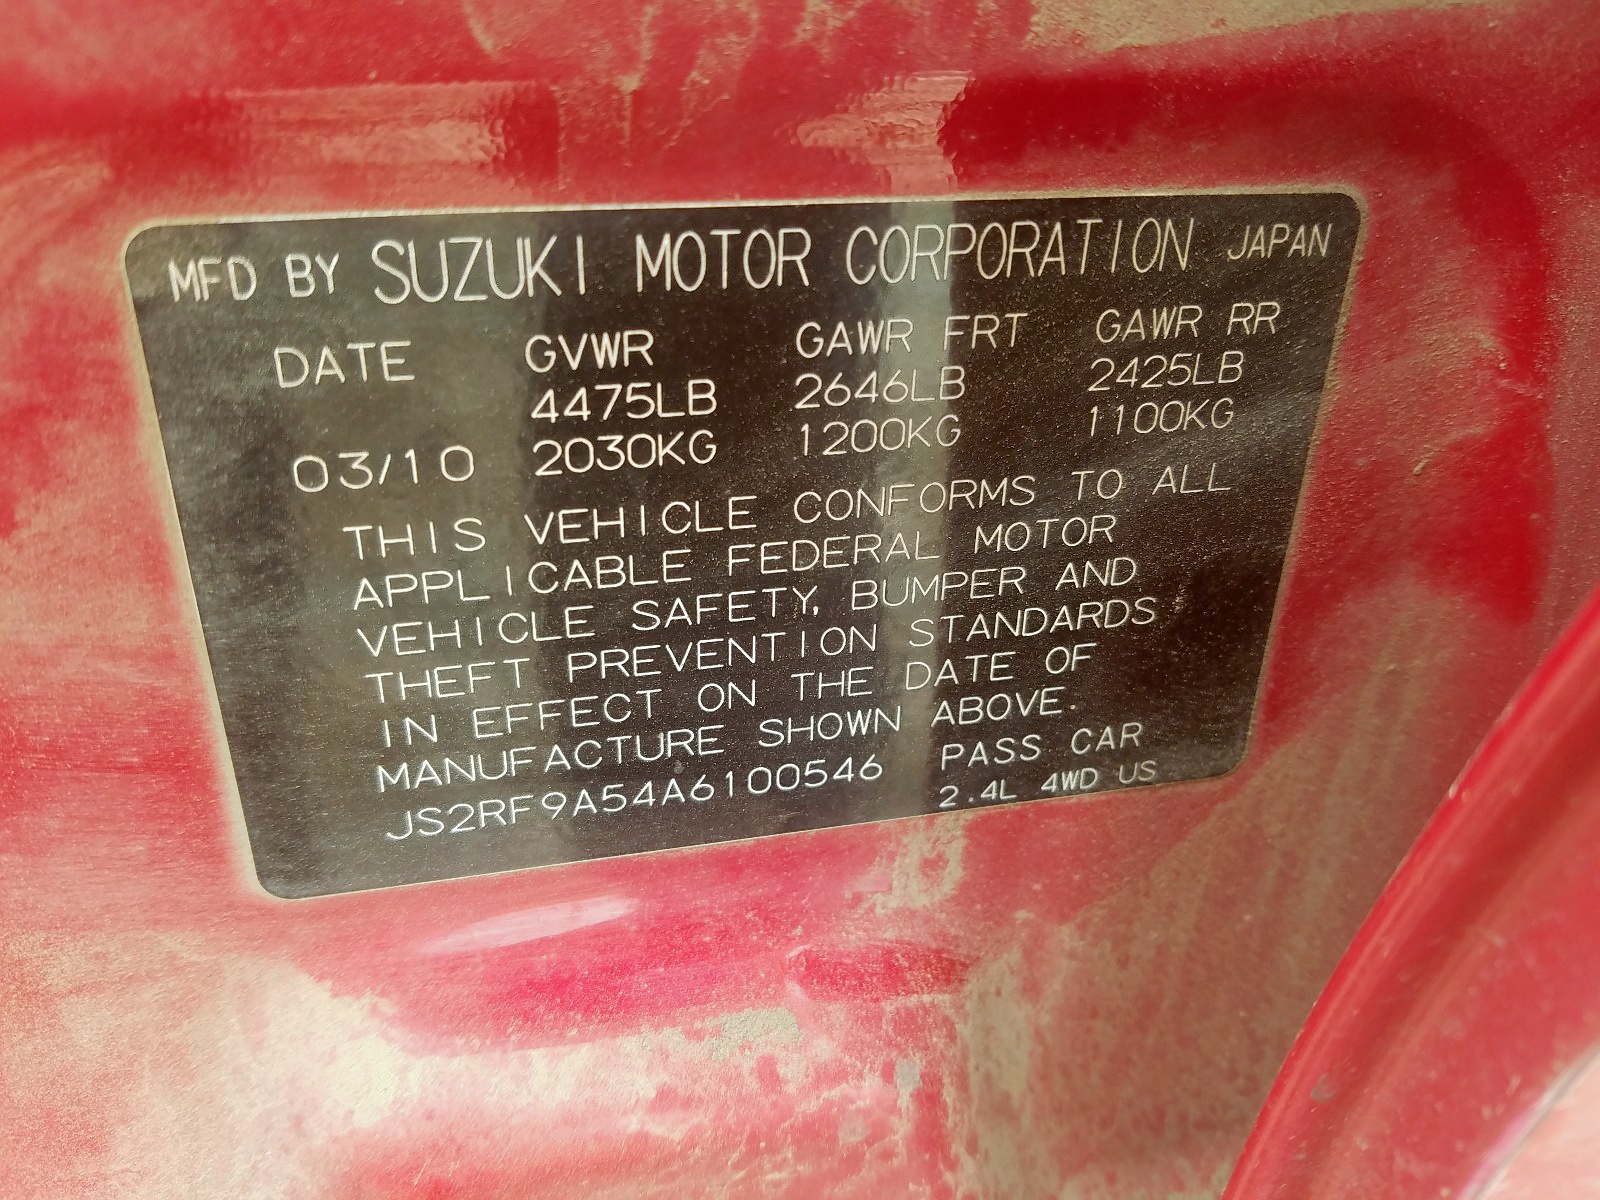 MFD BY SUZUKI MOTOR CORPORATION JAPAN
DATE GVWR GAWR FRT GAWR RR
4475LB 2646LB 2425LB
03/10 2030KG 1200KG 1100KG
THIS VEHICLE CONFORMS TO ALL
APPLICABLE FEDERAL MOTOR
VEHICLE SAFETY, BUMPER AND
THEFT PREVENTION STANDARDS
IN EFFECT ON THE DATE OF
MANUFACTURE SHOWN ABOVE.
JS2RF9A54A6100546 PASS CAR
2.4L 4WD US